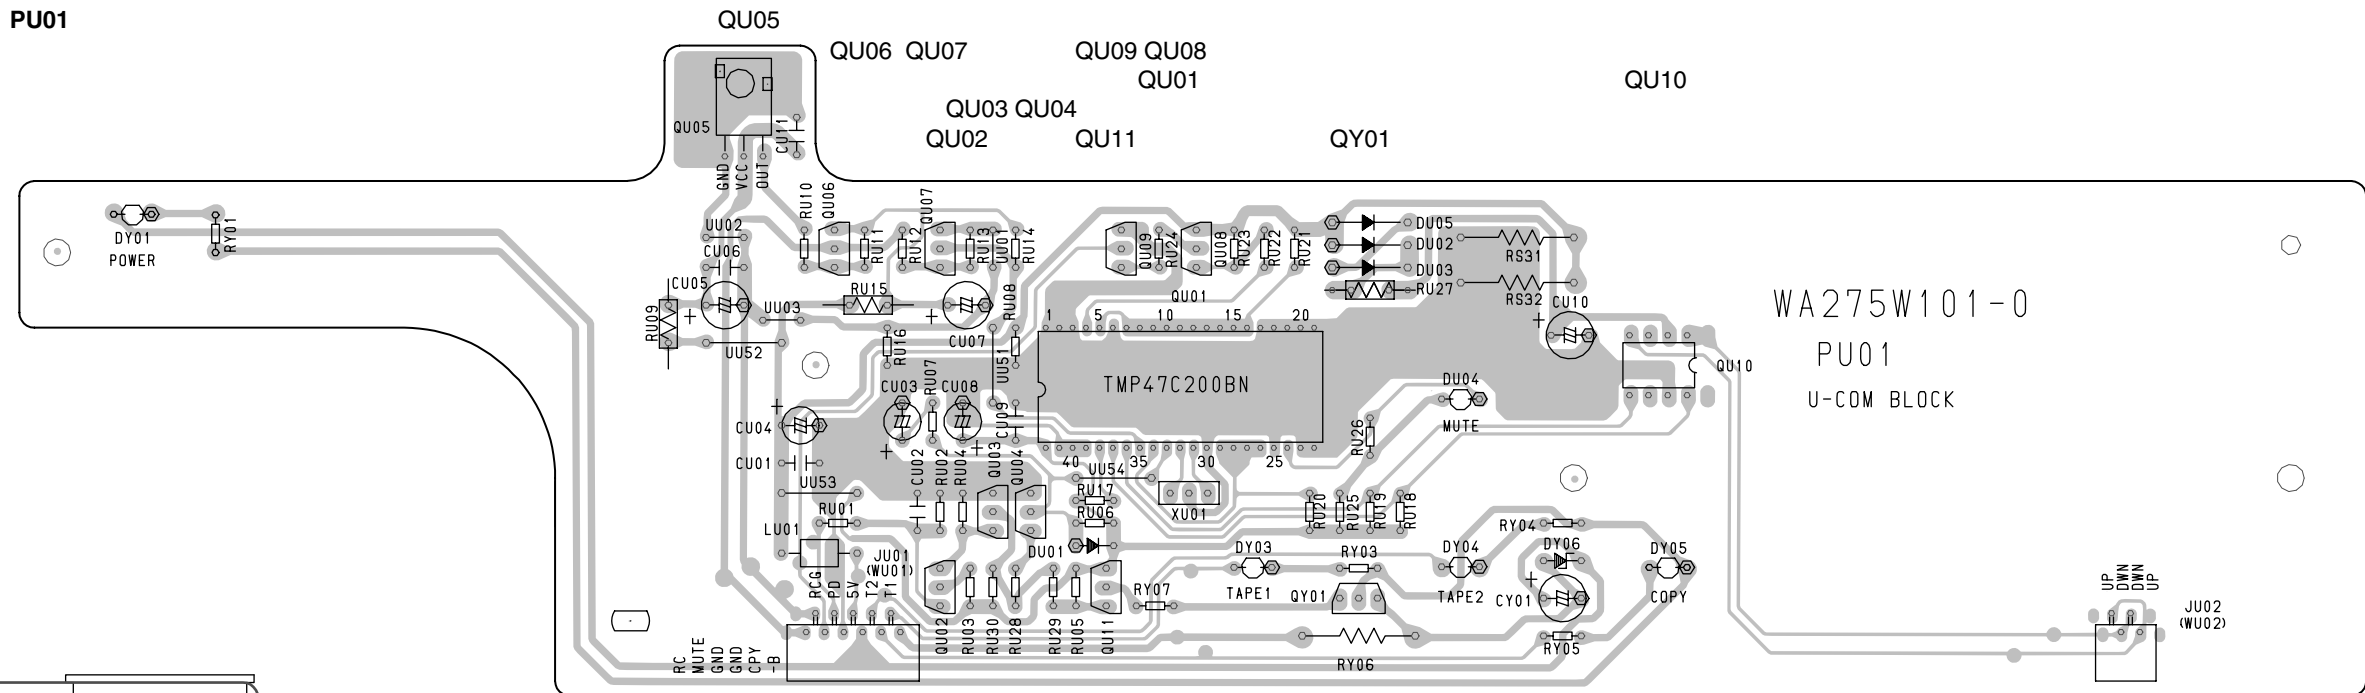 PU01
QU05
QU06 QU07 QU09 QU08
QU01 QU10
QU03 QU04
QU02 QU11 QY01
QU05
CU11
GND
VCC
OUT
DY01
POWER
RY01
UU02
CU06
CU05
UU03
RU09
UU52
RU10
QU06
RU11
RU12
QU07
RU13
UU01
RU14
RU15
CU07
RU08
RU16
UU51
QU09
RU24
QU08
RU23
RU22
RU21
QU01
DU05
DU02
DU03
RU27
RS31
RS32
CU10
1 5 10 15 20
TMP47C200BN
40 35 30 25
WA275W101-0
PU01
U-COM BLOCK
QU10
DU04
MUTE
RU26
CU03
RU07
CU08
CU09
CU04
CU01
UU53
RU01
LU01
CU02
RU02
RU04
QU03
QU04
UU54
RU17
RU06
DU01
XU01
RU20
RU25
RU19
RU18
RY04
DY06
DY05
COPY
CY01
RY05
DY03
TAPE1
RY03
QY01
DY04
TAPE2
RY06
RY07
JU01
(WU01)
RCG
PD
5V
T2
T1
RC
MUTE
GND
GND
CPY
-B
QU02
RU03
RU30
RU28
RU29
RU05
QU11
UP
DWN
DWN
UP
JU02
(WU02)